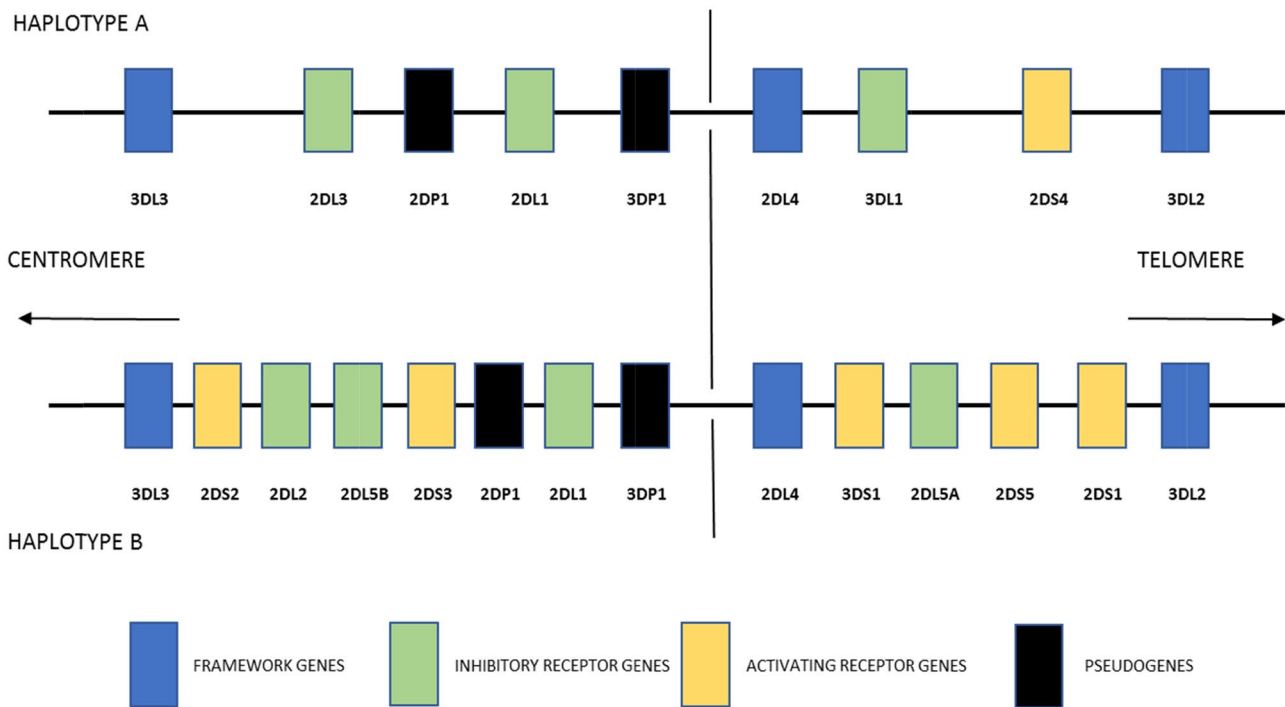 HAPLOTYPE A
3DL3 2DL3 2DP1 2DL1 3DP1 2DL4 3DL1 2DS4 3DL2
CENTROMERE TELOMERE
3DL3 2DS2 2DL2 2DL5B 2DS3 2DP1 2DL1 3DP1 2DL4 3DS1 2DL5A 2DS5 2DS1 3DL2
HAPLOTYPE B
FRAMEWORK GENES INHIBITORY RECEPTOR GENES ACTIVATING RECEPTOR GENES PSEUDOGENES